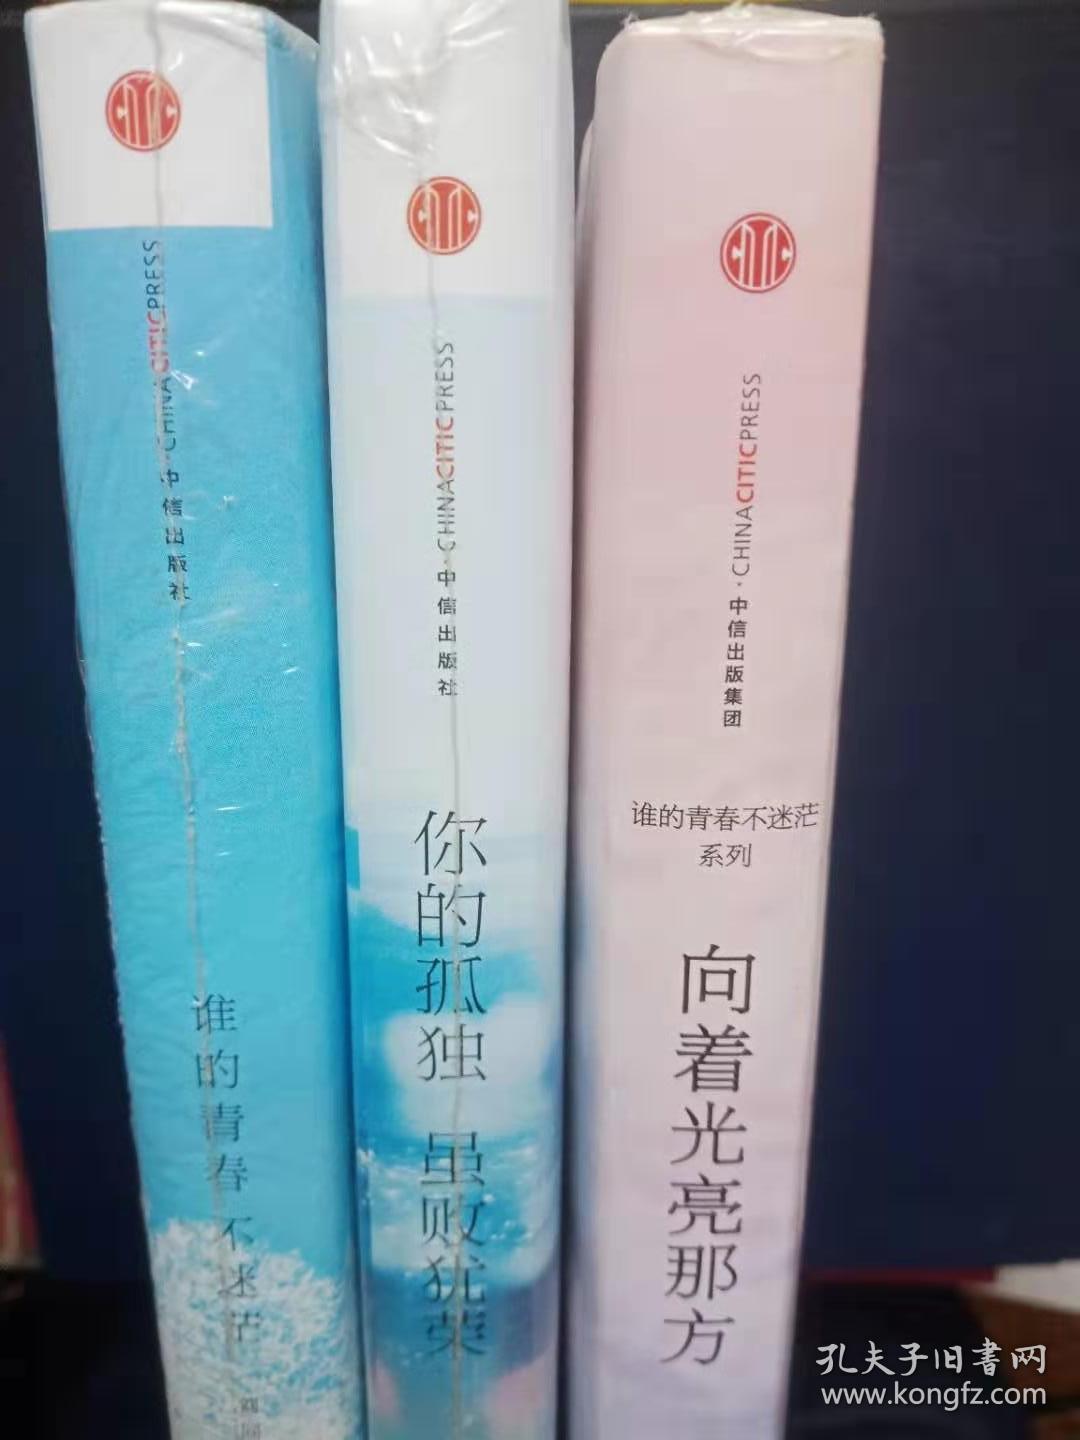 CHINACITICPRESS·中信出版社
谁的青春不迷茫
CHINACITICPRESS·中信出版社
你的孤独 虽败犹荣
CHINACITICPRESS·中信出版集团
谁的青春不迷茫
系列
向着光亮那方
孔夫子旧書网
www.kongfz.com